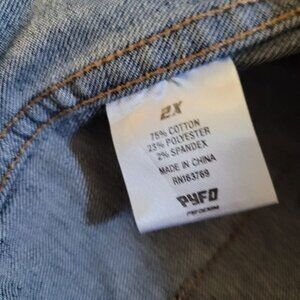 2X
75% COTTON
23% POLYESTER
2% SPANDEX
MADE IN CHINA
RN163769
PYFO